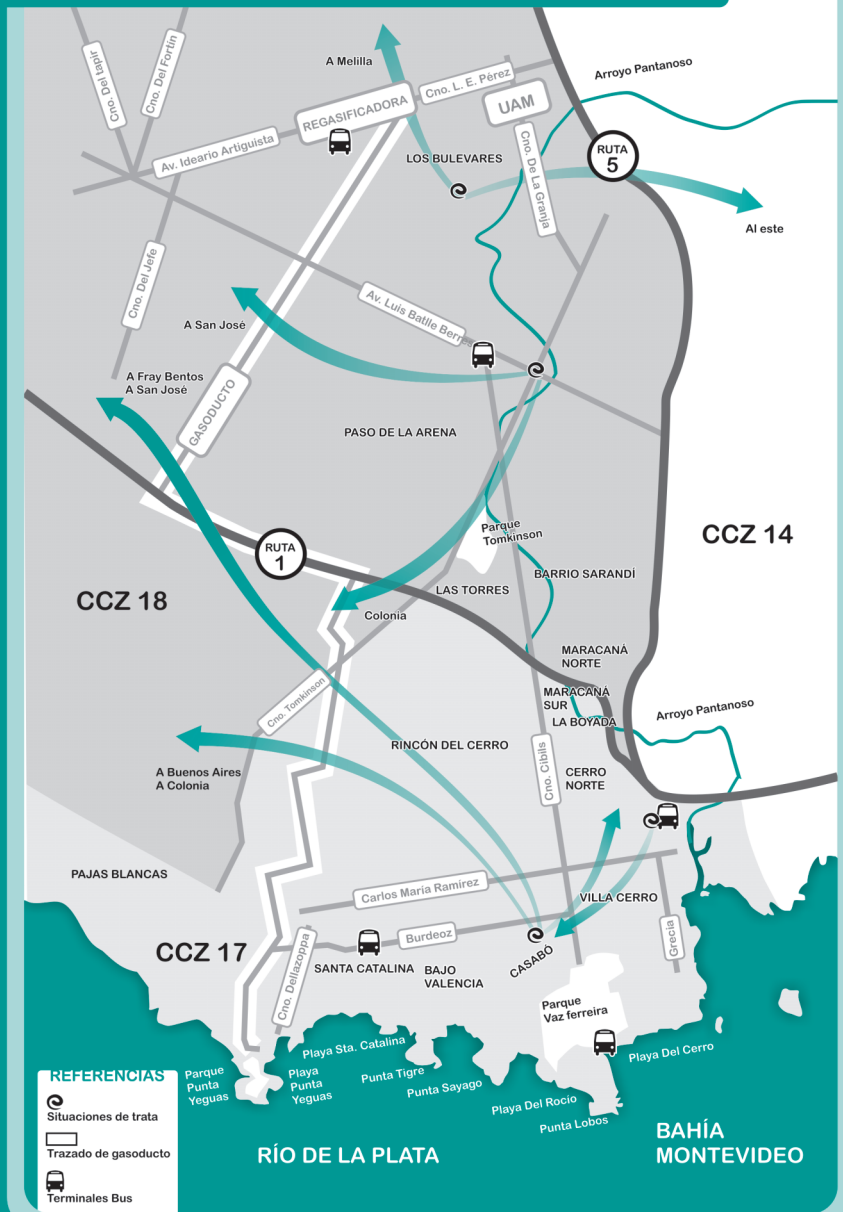 Cno. Del tapir
Cno. Del Fortín
A Melilla
Cno. L. E. Pérez
Arroyo Pantanoso
REGASIFICADORA
UAM
Av. Ideario Artiguista
LOS BULEVARES
Cno. De La Granja
RUTA
5
Al este
Cno. Del Jefe
A San José
Av. Luis Batlle Berres
A Fray Bentos
A San José
GASODUCTO
PASO DE LA ARENA
Parque
Tomkinson
CCZ 14
RUTA
1
BARRIO SARANDÍ
LAS TORRES
CCZ 18
Colonia
MARACANÁ
NORTE
MARACANÁ
SUR
LA BOYADA
Arroyo Pantanoso
Cno. Tomkinson
RINCÓN DEL CERRO
Cno. Cibils
A Buenos Aires
A Colonia
CERRO
NORTE
PAJAS BLANCAS
Carlos María Ramírez
VILLA CERRO
CCZ 17
Burdeoz
Grecia
CASABÓ
SANTA CATALINA
BAJO
VALENCIA
Cno. Dellazoppa
Parque
Vaz ferreira
Playa Sta. Catalina
Playa Del Cerro
Parque
Punta
Yeguas
Playa
Punta
Yeguas
Punta Tigre
Punta Sayago
Playa Del Rocío
Punta Lobos
RÍO DE LA PLATA
BAHÍA
MONTEVIDEO
REFERENCIAS
Situaciones de trata
Trazado de gasoducto
Terminales Bus